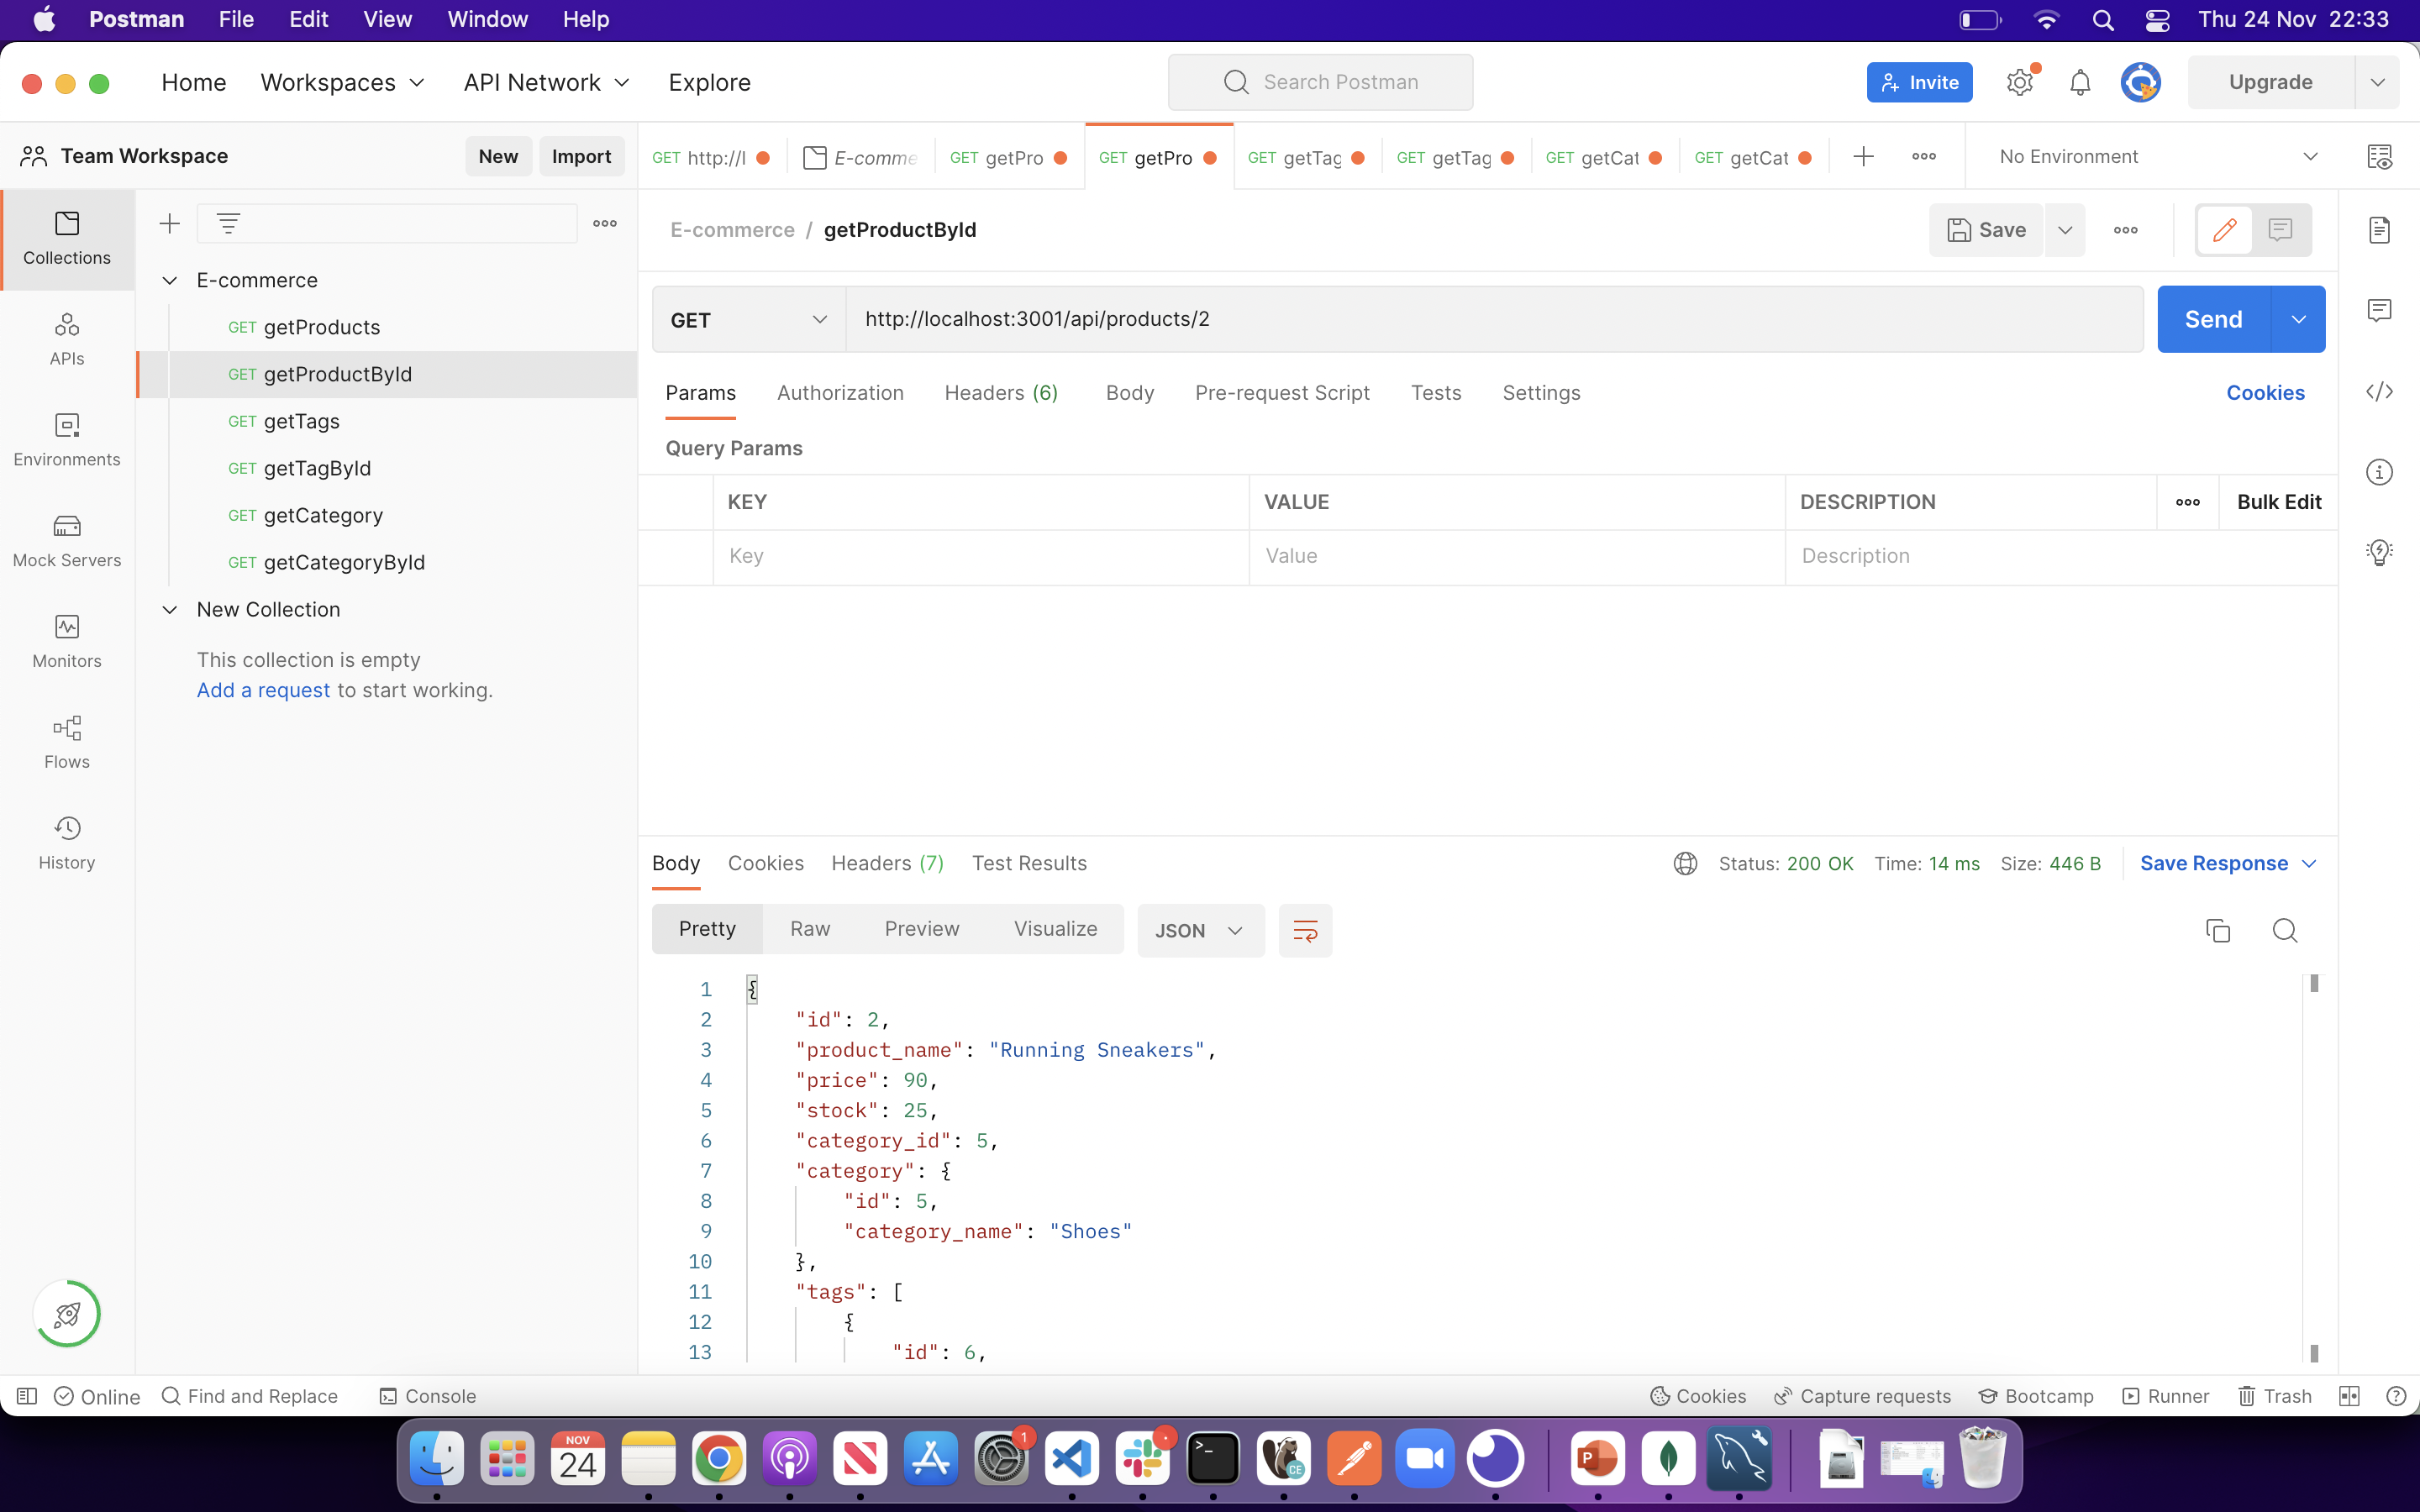 Postman File Edit View Window Help Thu 24 Nov 22:33
Home Workspaces API Network Explore Search Postman Invite Upgrade
Team Workspace New Import GET http://l E-comme GET getPro GET getPro GET getTag GET getTag GET getCat GET getCat No Environment
Collections
APIs
Environments
Mock Servers
Monitors
Flows
History
E-commerce
GET getProducts
GET getProductById
GET getTags
GET getTagById
GET getCategory
GET getCategoryById
New Collection
This collection is empty
Add a request to start working.
E-commerce / getProductById Save
GET http://localhost:3001/api/products/2 Send
Params Authorization Headers (6) Body Pre-request Script Tests Settings Cookies
Query Params
KEY VALUE DESCRIPTION Bulk Edit
Key Value Description
Body Cookies Headers (7) Test Results Status: 200 OK Time: 14 ms Size: 446 B Save Response
Pretty Raw Preview Visualize JSON
1 {
2 "id": 2,
3 "product_name": "Running Sneakers",
4 "price": 90,
5 "stock": 25,
6 "category_id": 5,
7 "category": {
8 "id": 5,
9 "category_name": "Shoes"
10 },
11 "tags": [
12 {
13 "id": 6,
Online Find and Replace Console Cookies Capture requests Bootcamp Runner Trash
NOV
24
1
>_
CE
P